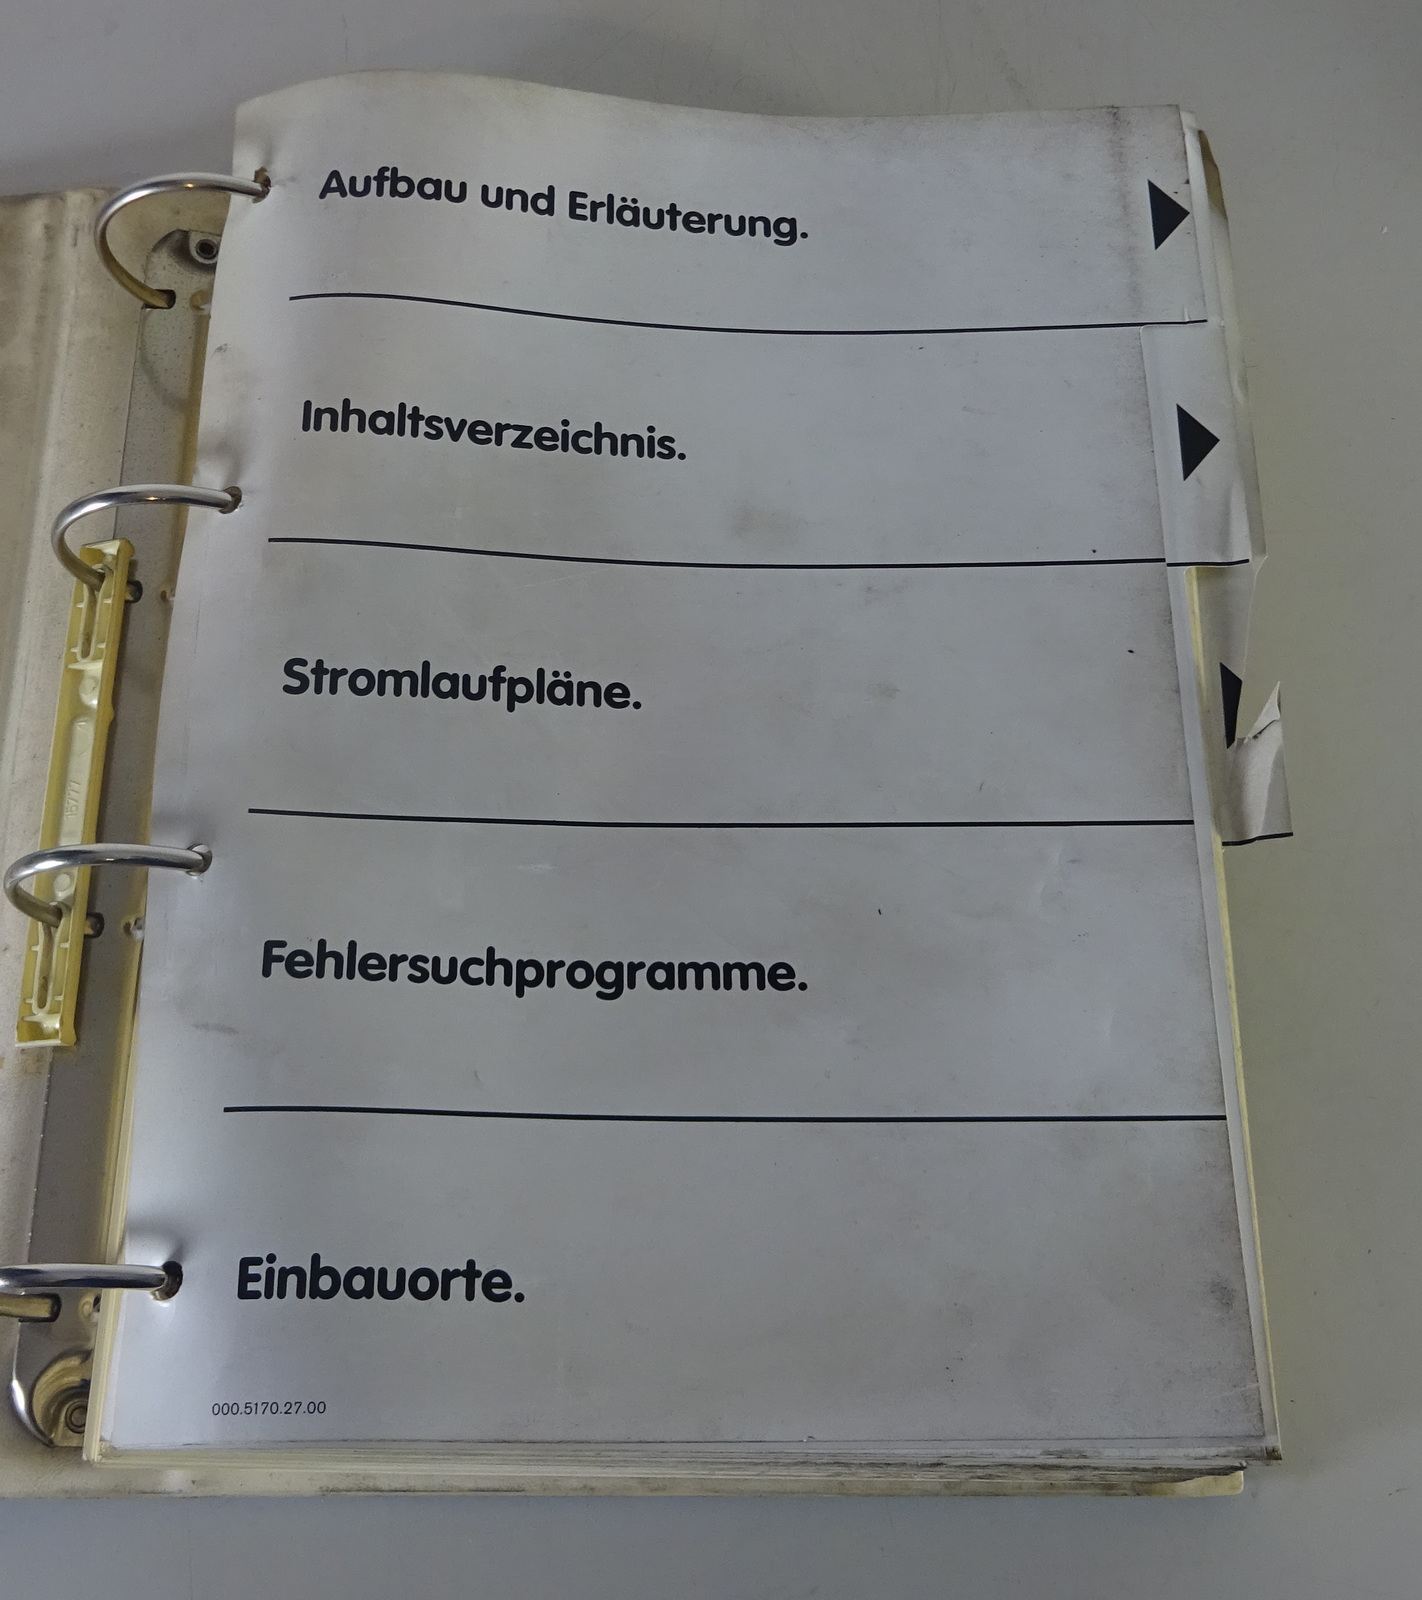 Aufbau und Erläuterung.
Inhaltsverzeichnis.
Stromlaufpläne.
Fehlersuchprogramme.
Einbauorte.
000.5170.27.00